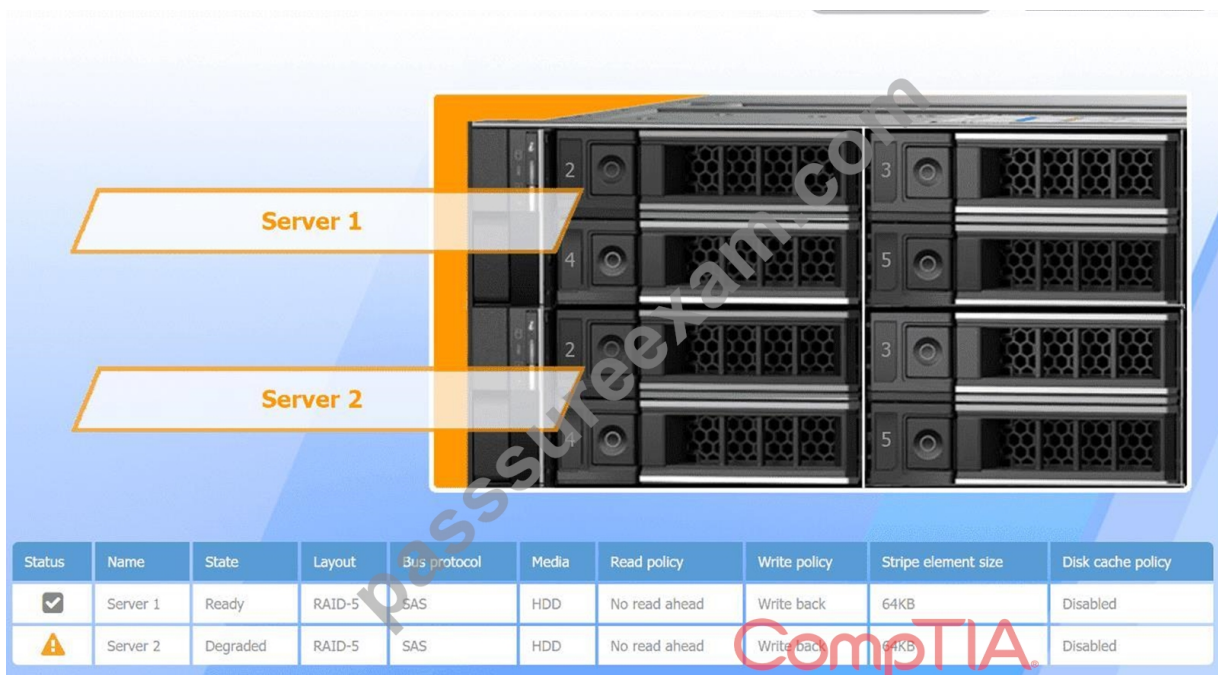 2 3
Server 1
4 5
2 3
Server 2
4 5
passsureexam.com
Status Name State Layout Bus protocol Media Read policy Write policy Stripe element size Disk cache policy
Server 1 Ready RAID-5 SAS HDD No read ahead Write back 64KB Disabled
Server 2 Degraded RAID-5 SAS HDD No read ahead Write back 64KB Disabled
CompTIA